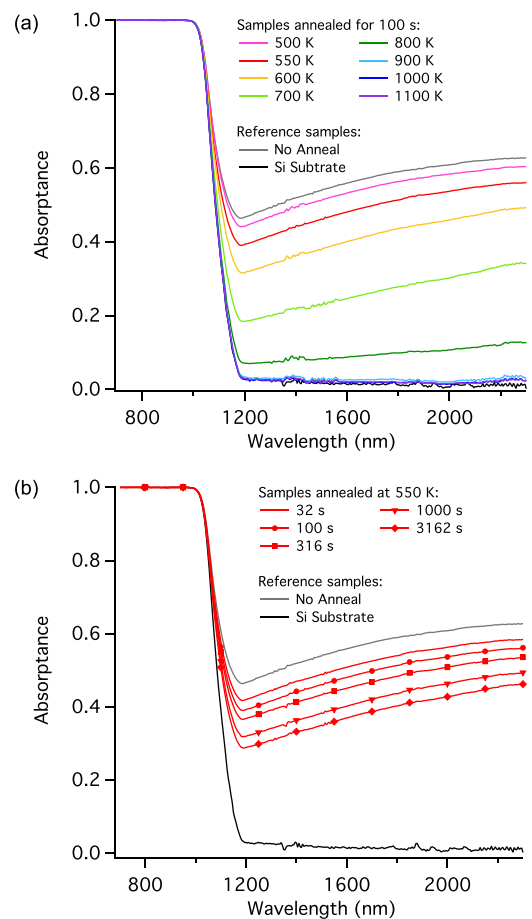 (a)
Samples annealed for 100 s:
500 K 800 K
550 K 900 K
600 K 1000 K
700 K 1100 K
Reference samples:
No Anneal
Si Subtrate
Absorptance
1.0
0.8
0.6
0.4
0.2
0.0
800 1200 1600 2000
Wavelength (nm)
(b)
Samples annealed at 550 K:
32 s 1000 s
100 s 3162 s
316 s
Reference samples:
No Anneal
Si Substrate
Absorptance
1.0
0.8
0.6
0.4
0.2
0.0
800 1200 1600 2000
Wavelength (nm)